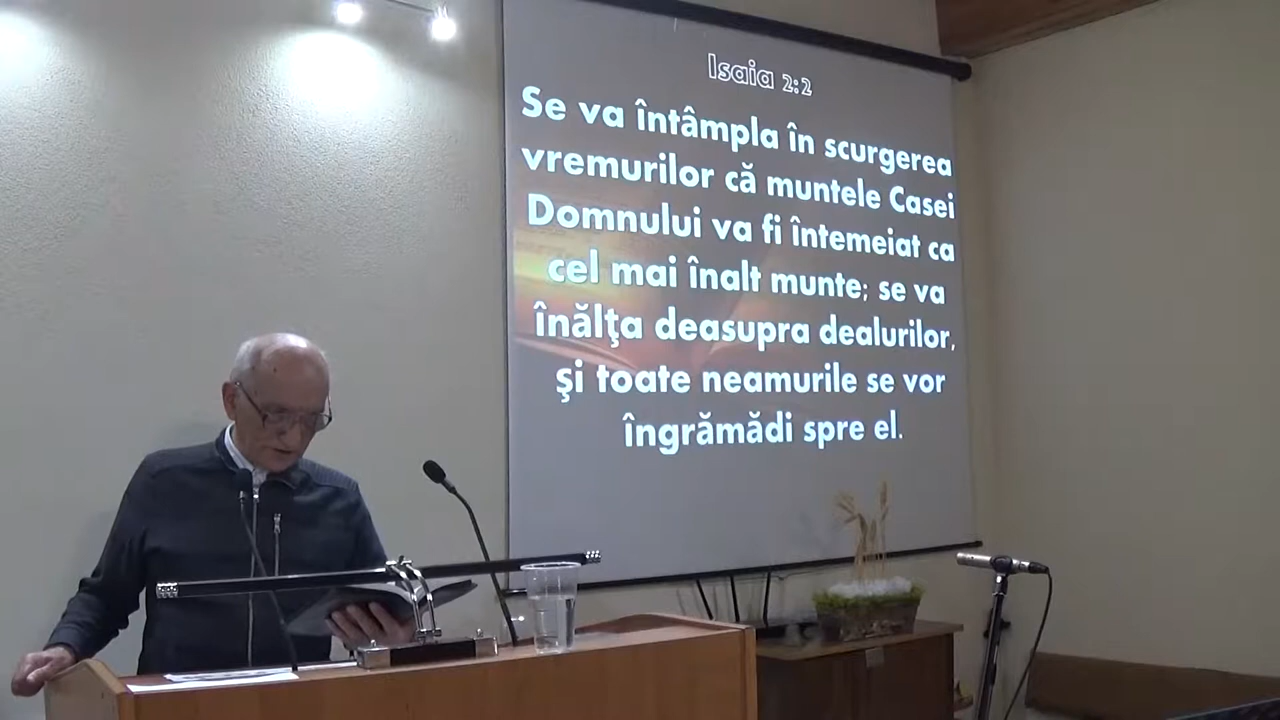 Isaia 2:2
Se va întâmpla în scurgerea
vremurilor că muntele Casei
Domnului va fi întemeiat ca
cel mai înalt munte; se va
înălţa deasupra dealurilor,
şi toate neamurile se vor
îngrămădi spre el.